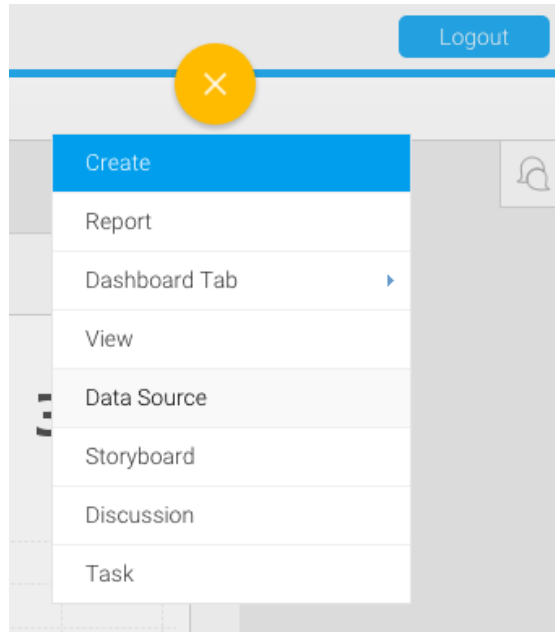 Logout
Create
Report
Dashboard Tab
View
Data Source
Storyboard
Discussion
Task